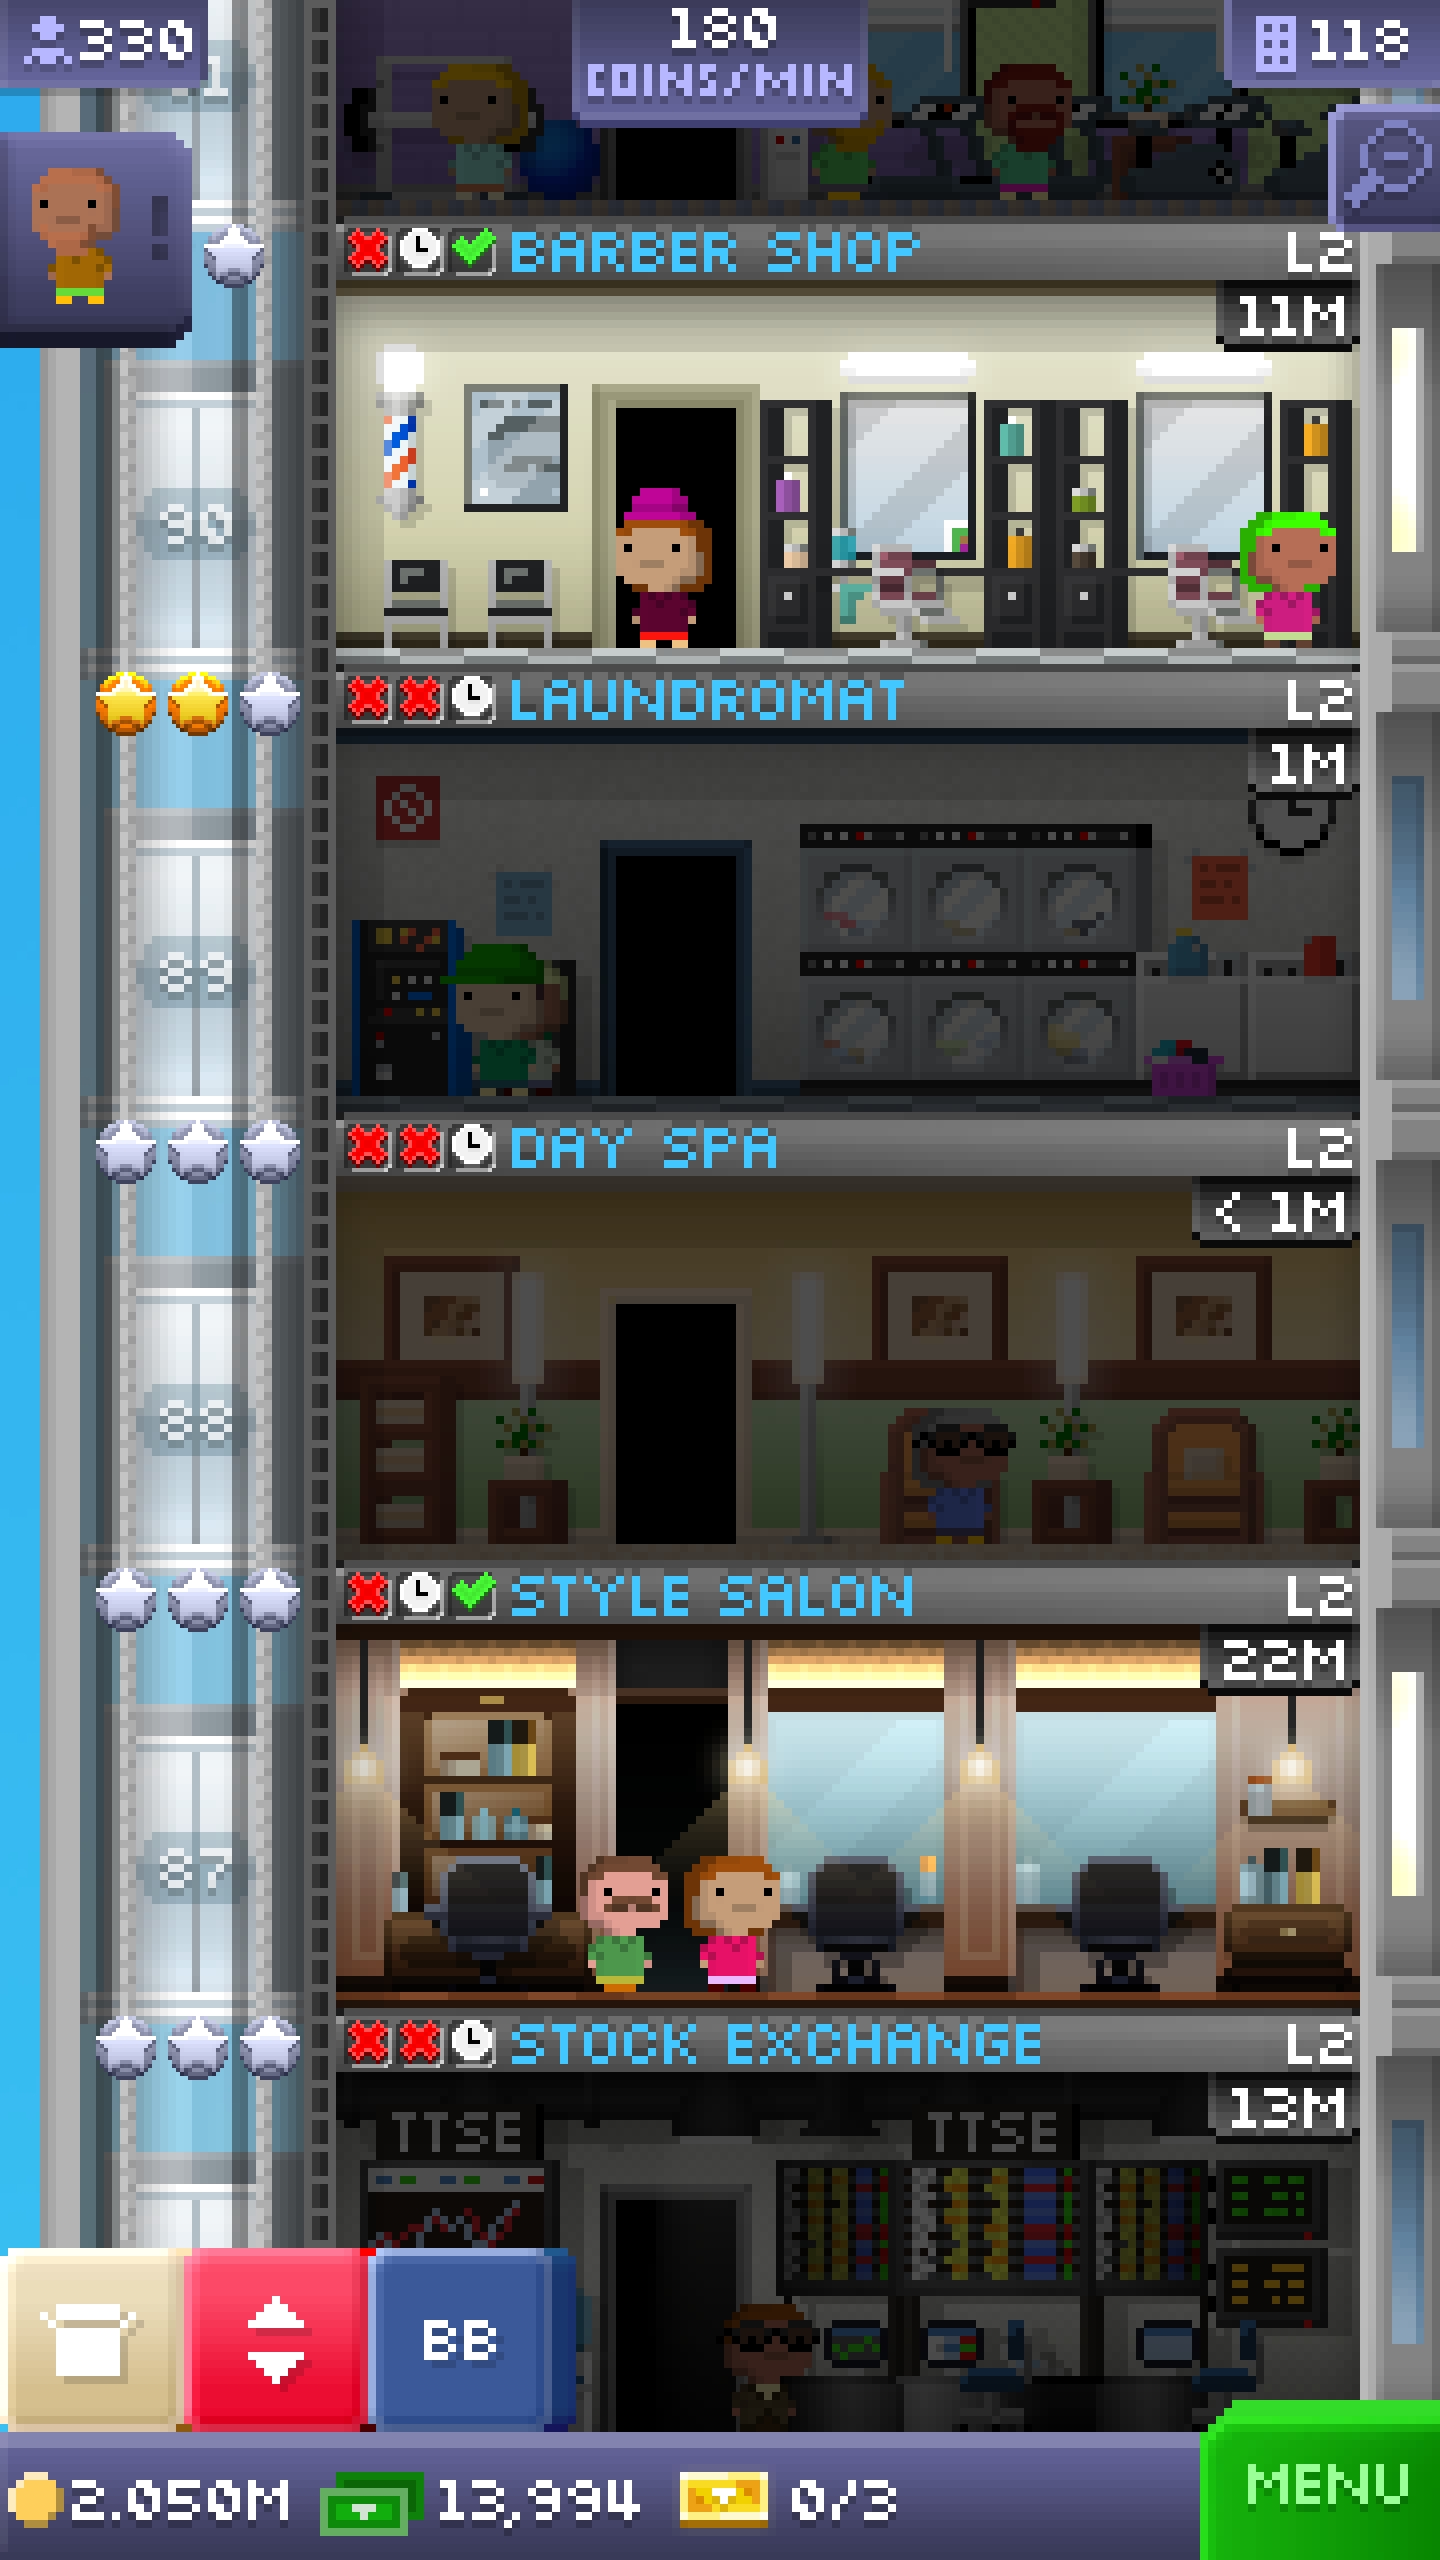 330
180
COINS/MIN
118
BARBER SHOP L2
11M
90
LAUNDROMAT L2
1M
89
DAY SPA L2
< 1M
88
STYLE SALON L2
22M
87
STOCK EXCHANGE L2
13M
TTSE TTSE
BB
2.050M 13,994 0/3
MENU